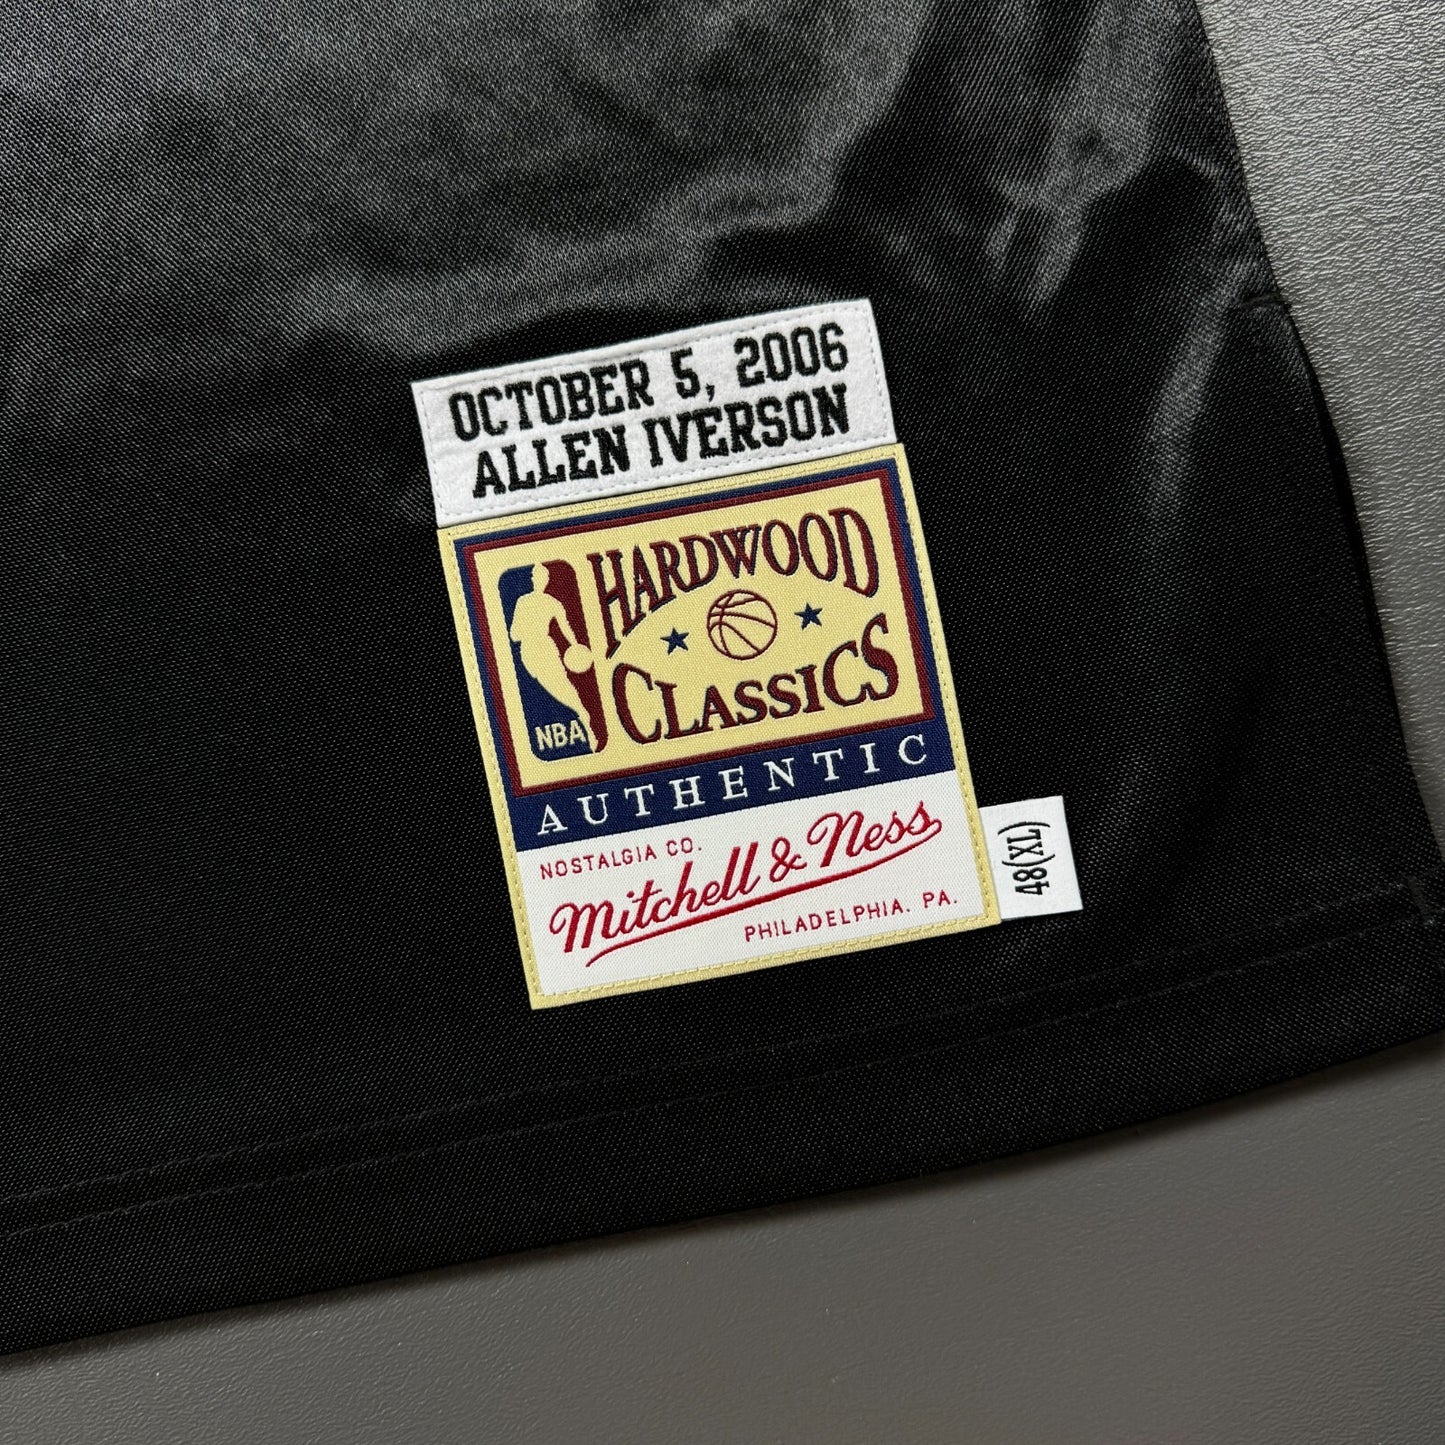 OCTOBER 5, 2006
ALLEN IVERSON
HARDWOOD
CLASSICS
NBA
AUTHENTIC
NOSTALGIA CO.
Mitchell & Ness
PHILADELPHIA. PA.
48(XL)